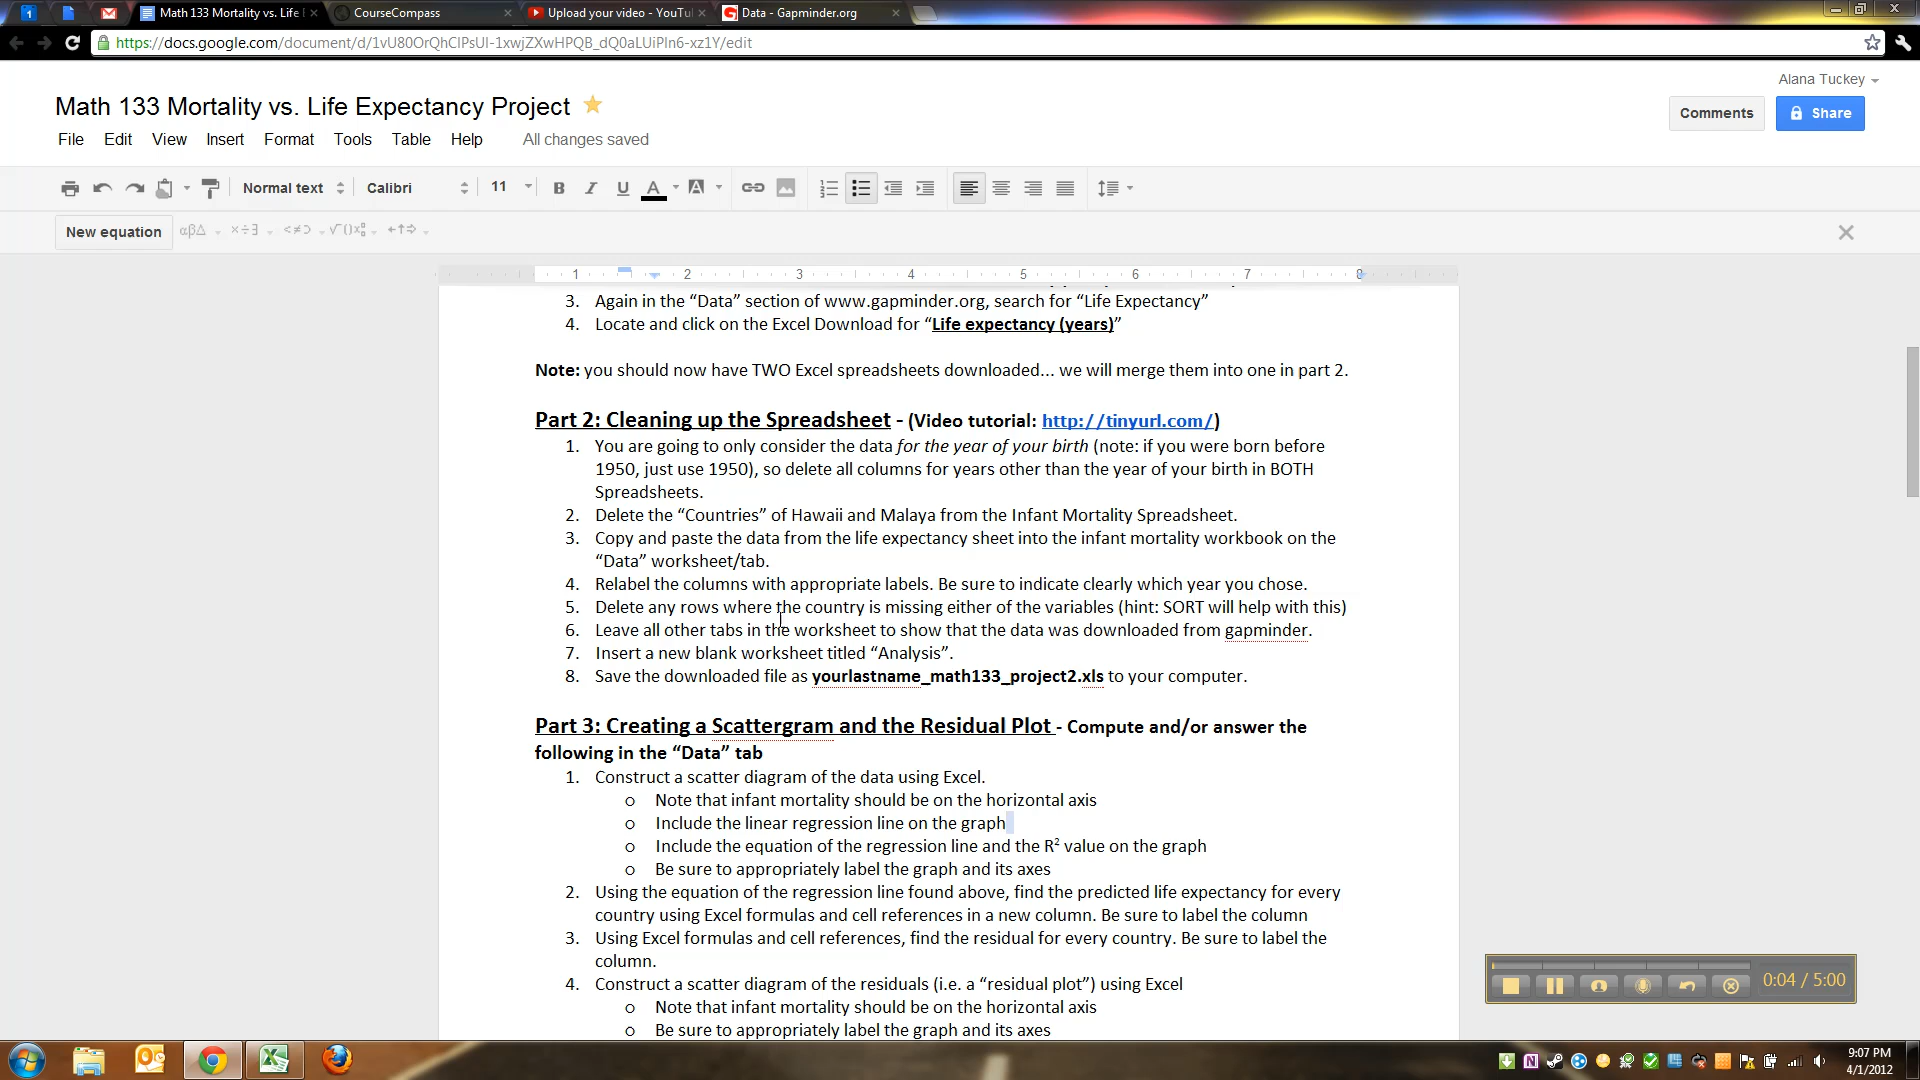 1
Math 133 Mortality vs. Life
CourseCompass
Upload your video - YouTu
Data - Gapminder.org
https://docs.google.com/document/d/1vU80OrQhClPsUI-1xwjZXwHPQB_dQ0aLUiPln6-xz1Y/edit
Alana Tuckey
Math 133 Mortality vs. Life Expectancy Project
Comments
Share
File Edit View Insert Format Tools Table Help All changes saved
Normal text Calibri 11 B I U A A
New equation αβΔ ×÷∃ <≠⊃ √()x ←↑⇒
1 2 3 4 5 6 7 8
3. Again in the “Data” section of www.gapminder.org, search for “Life Expectancy”
4. Locate and click on the Excel Download for “Life expectancy (years)”
Note: you should now have TWO Excel spreadsheets downloaded... we will merge them into one in part 2.
Part 2: Cleaning up the Spreadsheet - (Video tutorial: http://tinyurl.com/)
1. You are going to only consider the data for the year of your birth (note: if you were born before
1950, just use 1950), so delete all columns for years other than the year of your birth in BOTH
Spreadsheets.
2. Delete the “Countries” of Hawaii and Malaya from the Infant Mortality Spreadsheet.
3. Copy and paste the data from the life expectancy sheet into the infant mortality workbook on the
“Data” worksheet/tab.
4. Relabel the columns with appropriate labels. Be sure to indicate clearly which year you chose.
5. Delete any rows where the country is missing either of the variables (hint: SORT will help with this)
6. Leave all other tabs in the worksheet to show that the data was downloaded from gapminder.
7. Insert a new blank worksheet titled “Analysis”.
8. Save the downloaded file as yourlastname_math133_project2.xls to your computer.
Part 3: Creating a Scattergram and the Residual Plot - Compute and/or answer the
following in the “Data” tab
1. Construct a scatter diagram of the data using Excel.
o Note that infant mortality should be on the horizontal axis
o Include the linear regression line on the graph
o Include the equation of the regression line and the R² value on the graph
o Be sure to appropriately label the graph and its axes
2. Using the equation of the regression line found above, find the predicted life expectancy for every
country using Excel formulas and cell references in a new column. Be sure to label the column
3. Using Excel formulas and cell references, find the residual for every country. Be sure to label the
column.
4. Construct a scatter diagram of the residuals (i.e. a “residual plot”) using Excel
o Note that infant mortality should be on the horizontal axis
o Be sure to appropriately label the graph and its axes
0:04 / 5:00
9:07 PM
4/1/2012